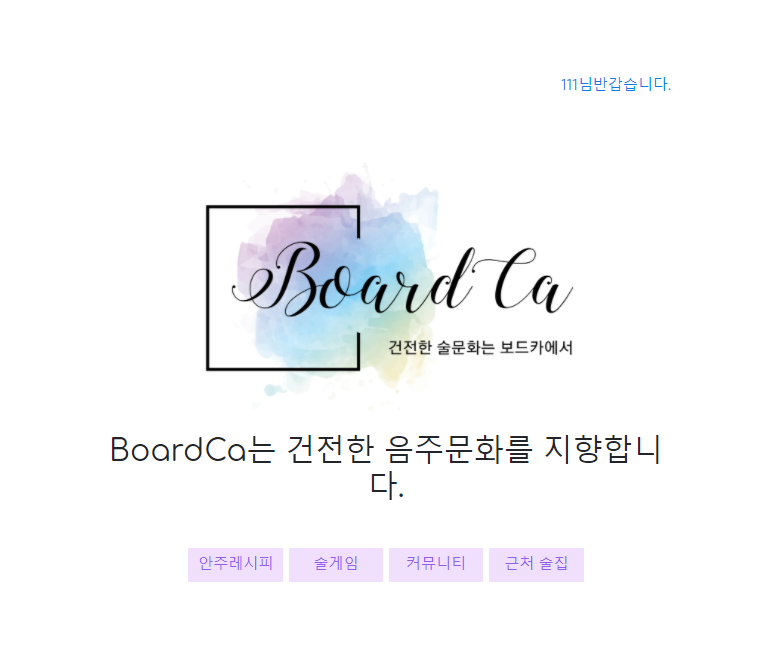 111님반갑습니다.
BoardCa
건전한 술문화는 보드카에서
BoardCa는 건전한 음주문화를 지향합니
다.
안주레시피 술게임 커뮤니티 근처 술집